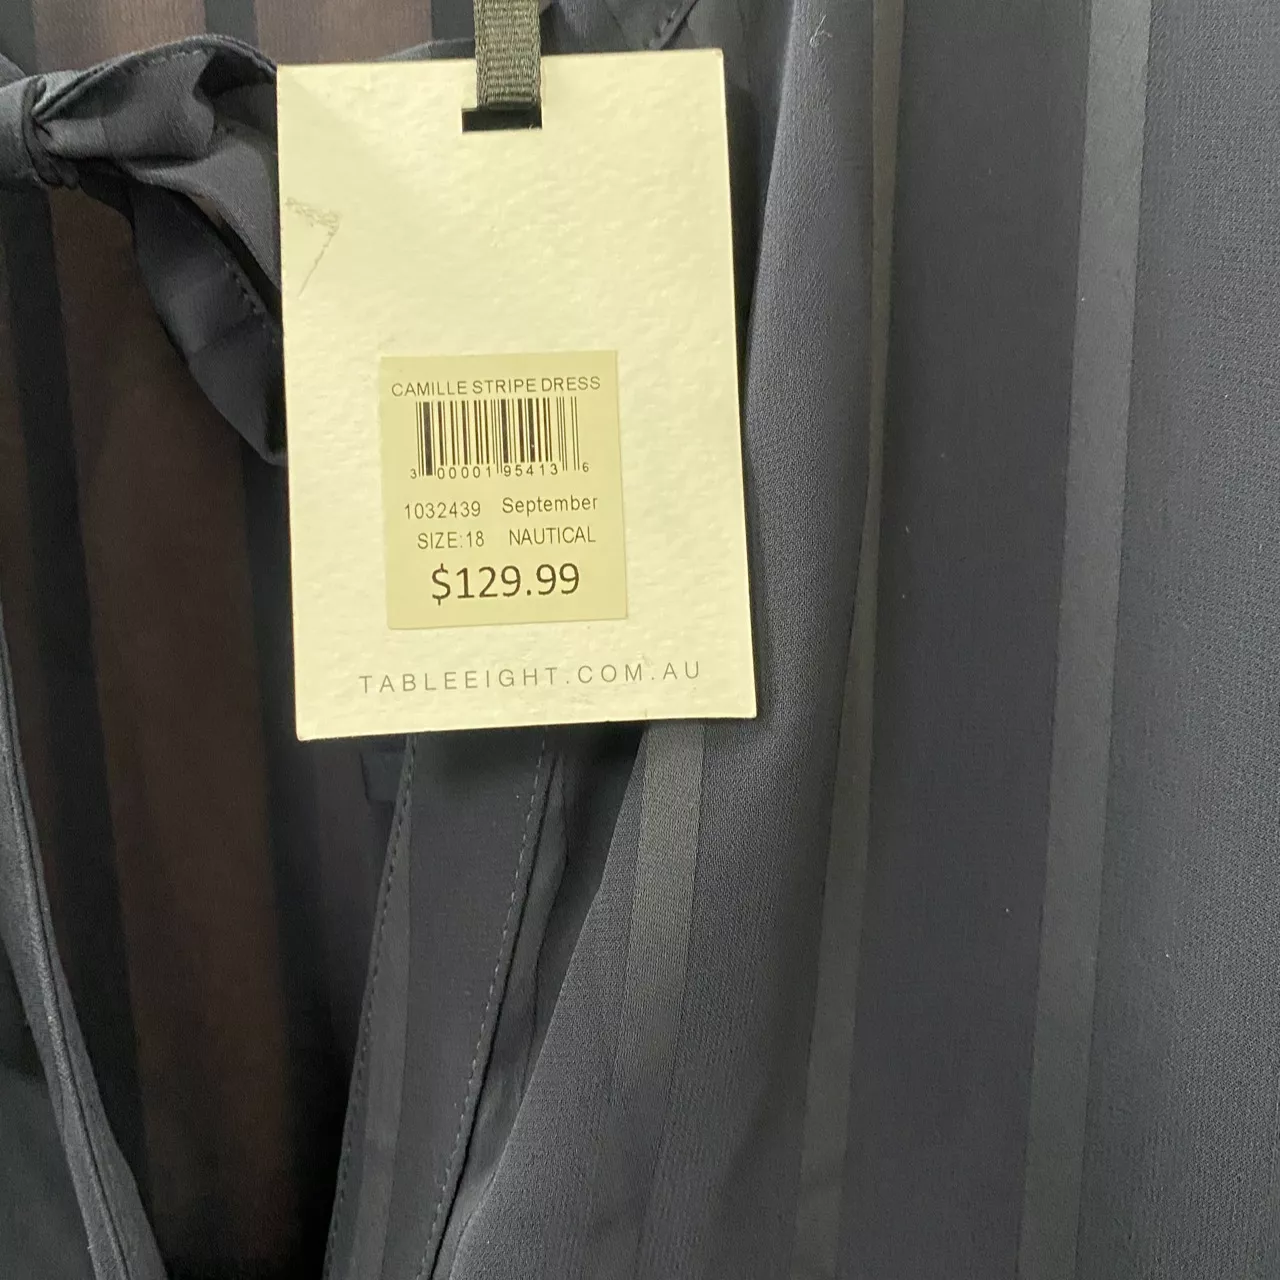 CAMILLE STRIPE DRESS
3 00001 95413 6
1032439 September
SIZE:18 NAUTICAL
$129.99
TABLEEIGHT.COM.AU